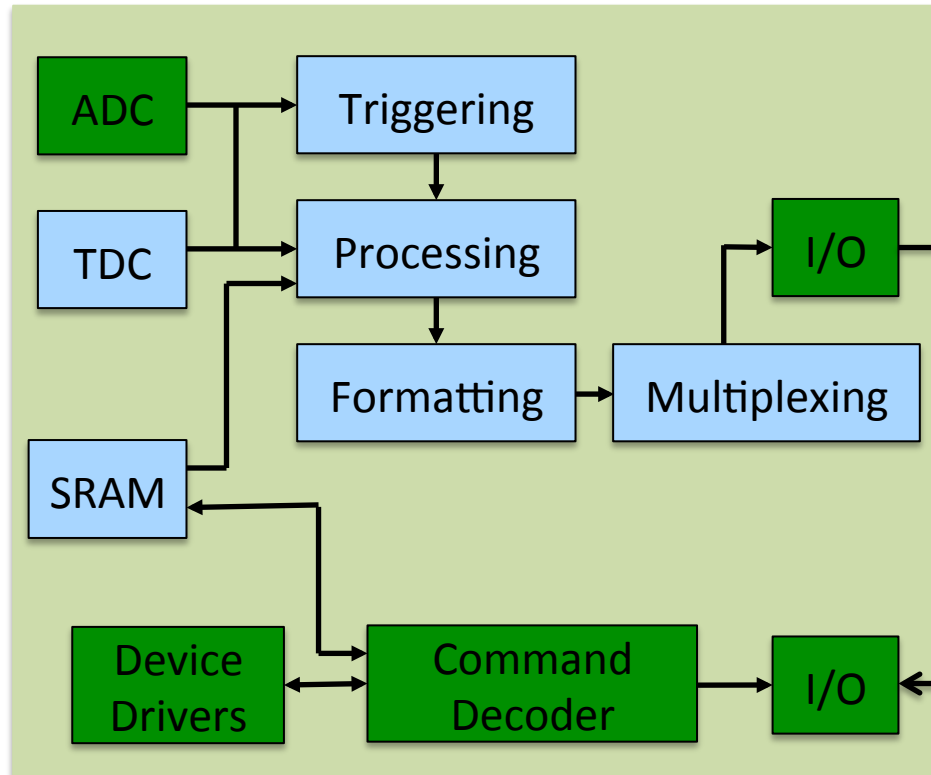 ADC
Triggering
TDC
Processing
I/O
Formatting
Multiplexing
SRAM
Device
Drivers
Command
Decoder
I/O